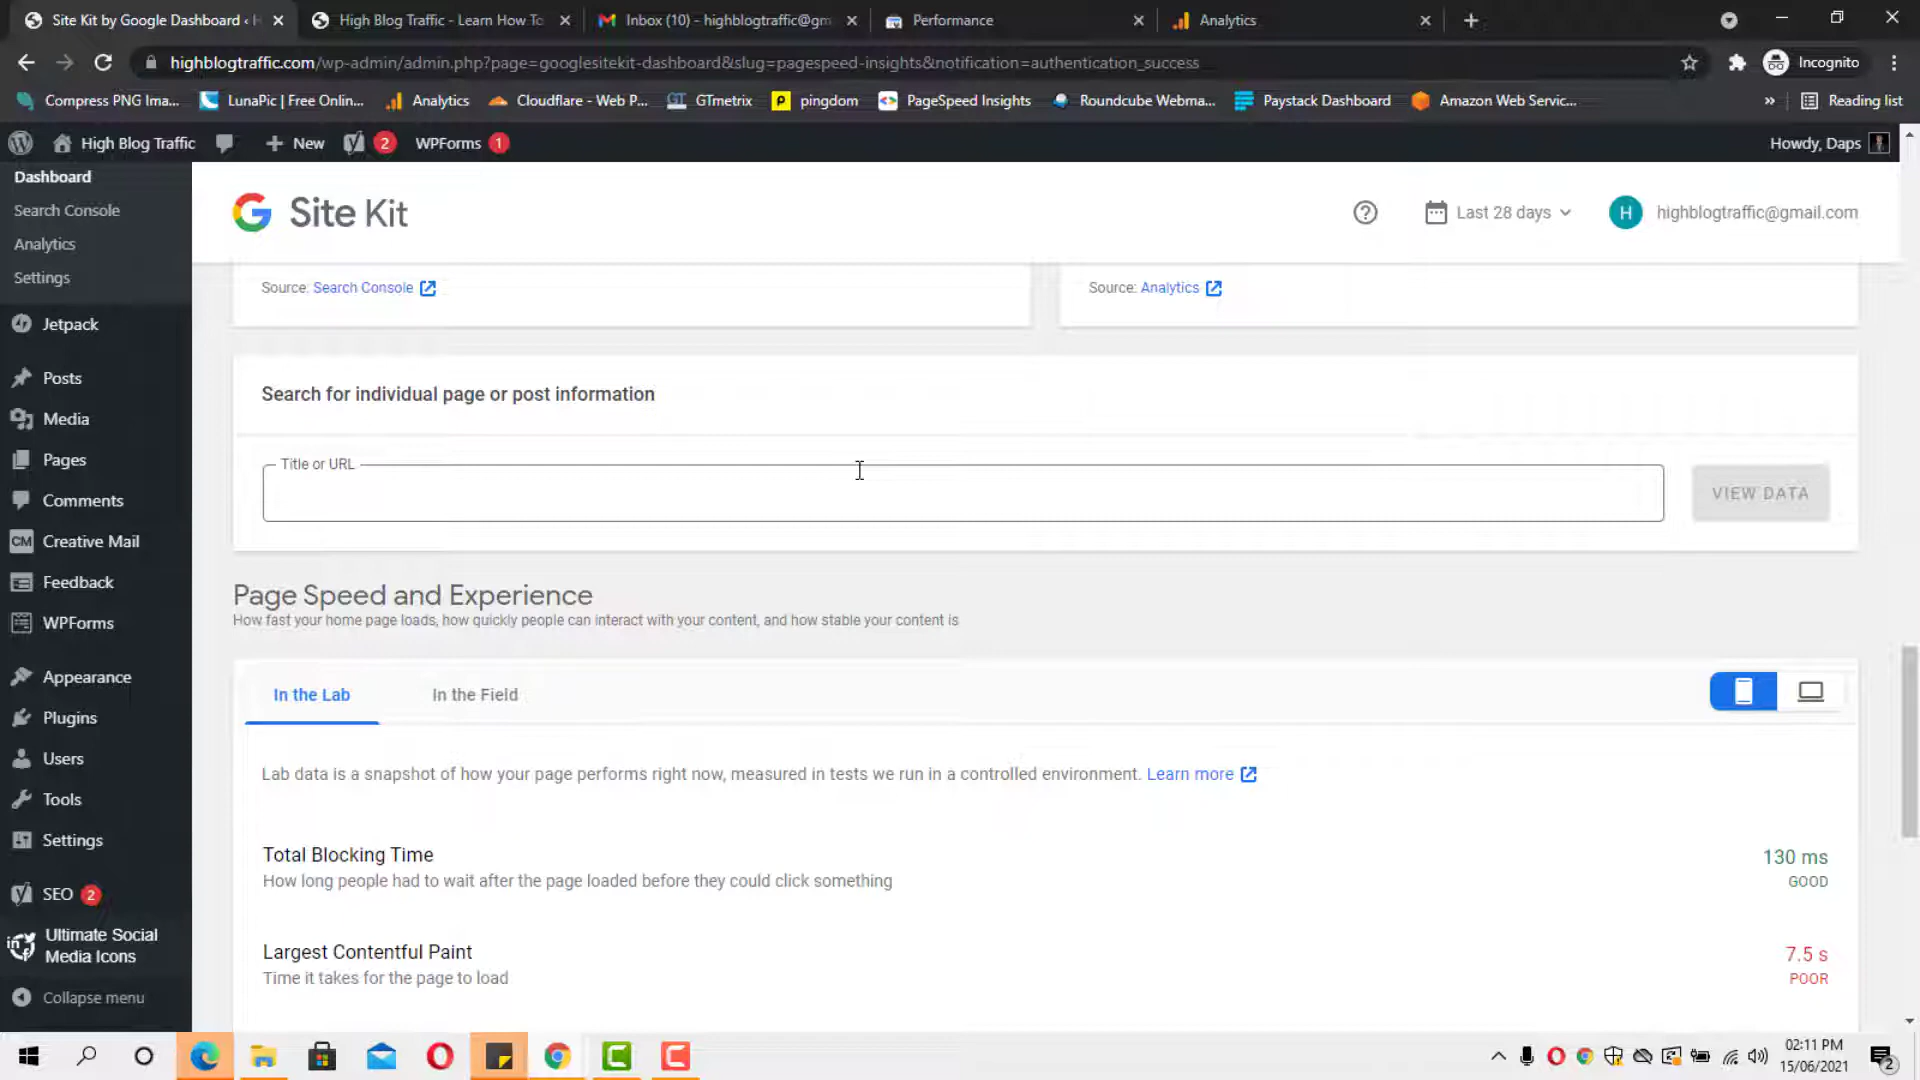 Site Kit by Google Dashboard ‹ H
High Blog Traffic - Learn How To
Inbox (10) - highblogtraffic@gm
Performance
Analytics
highblogtraffic.com/wp-admin/admin.php?page=googlesitekit-dashboard&slug=pagespeed-insights&notification=authentication_success
Incognito
Compress PNG Ima...
LunaPic | Free Onlin...
Analytics
Cloudflare - Web P...
GTmetrix
pingdom
PageSpeed Insights
Roundcube Webma...
Paystack Dashboard
Amazon Web Servic...
»
Reading list
High Blog Traffic
New
2
WPForms
1
Howdy, Daps
Dashboard
Search Console
Analytics
Settings
Jetpack
Posts
Media
Pages
Comments
CM
Creative Mail
Feedback
WPForms
Appearance
Plugins
Users
Tools
Settings
SEO 2
Ultimate Social
Media Icons
Collapse menu
G Site Kit
Last 28 days
H
highblogtraffic@gmail.com
Source: Search Console
Source: Analytics
Search for individual page or post information
Title or URL
VIEW DATA
Page Speed and Experience
How fast your home page loads, how quickly people can interact with your content, and how stable your content is
In the Lab
In the Field
Lab data is a snapshot of how your page performs right now, measured in tests we run in a controlled environment. Learn more
Total Blocking Time
How long people had to wait after the page loaded before they could click something
130 ms
GOOD
Largest Contentful Paint
Time it takes for the page to load
7.5 s
POOR
02:11 PM
15/06/2021
2